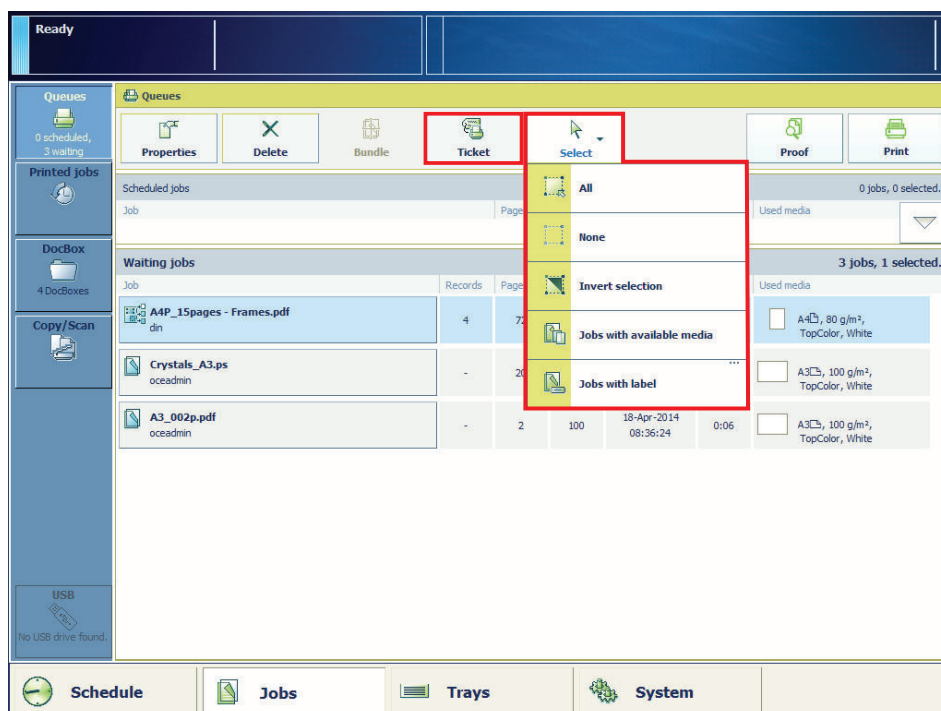 Ready
Queues
0 scheduled,
3 waiting
Printed jobs
DocBox
4 DocBoxes
Copy/Scan
USB
No USB drive found.
Queues
Properties
Delete
Bundle
Ticket
Select
Proof
Print
All
None
Invert selection
Jobs with available media
...
Jobs with label
Scheduled jobs
0 jobs, 0 selected.
Job
Page
Used media
Waiting jobs
3 jobs, 1 selected.
Job
Records
Page
Used media
A4P_15pages - Frames.pdf
din
4
72
A4, 80 g/m²,
TopColor, White
Crystals_A3.ps
oceadmin
-
20
A3, 100 g/m²,
TopColor, White
A3_002p.pdf
oceadmin
-
2
100
18-Apr-2014
08:36:24
0:06
A3, 100 g/m²,
TopColor, White
Schedule
Jobs
Trays
System